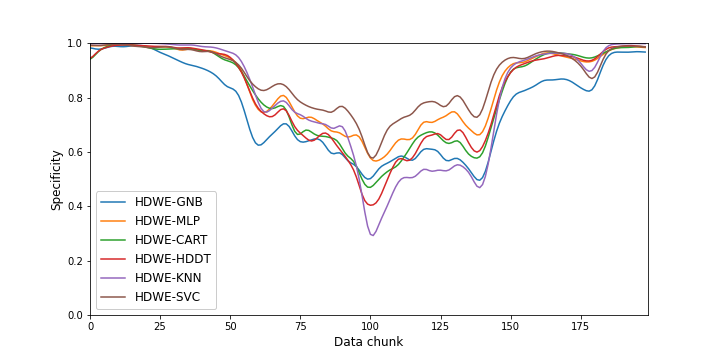 1.0
0.8
0.6
0.4
0.2
0.0
Specificity
HDWE-GNB
HDWE-MLP
HDWE-CART
HDWE-HDDT
HDWE-KNN
HDWE-SVC
0 25 50 75 100 125 150 175
Data chunk